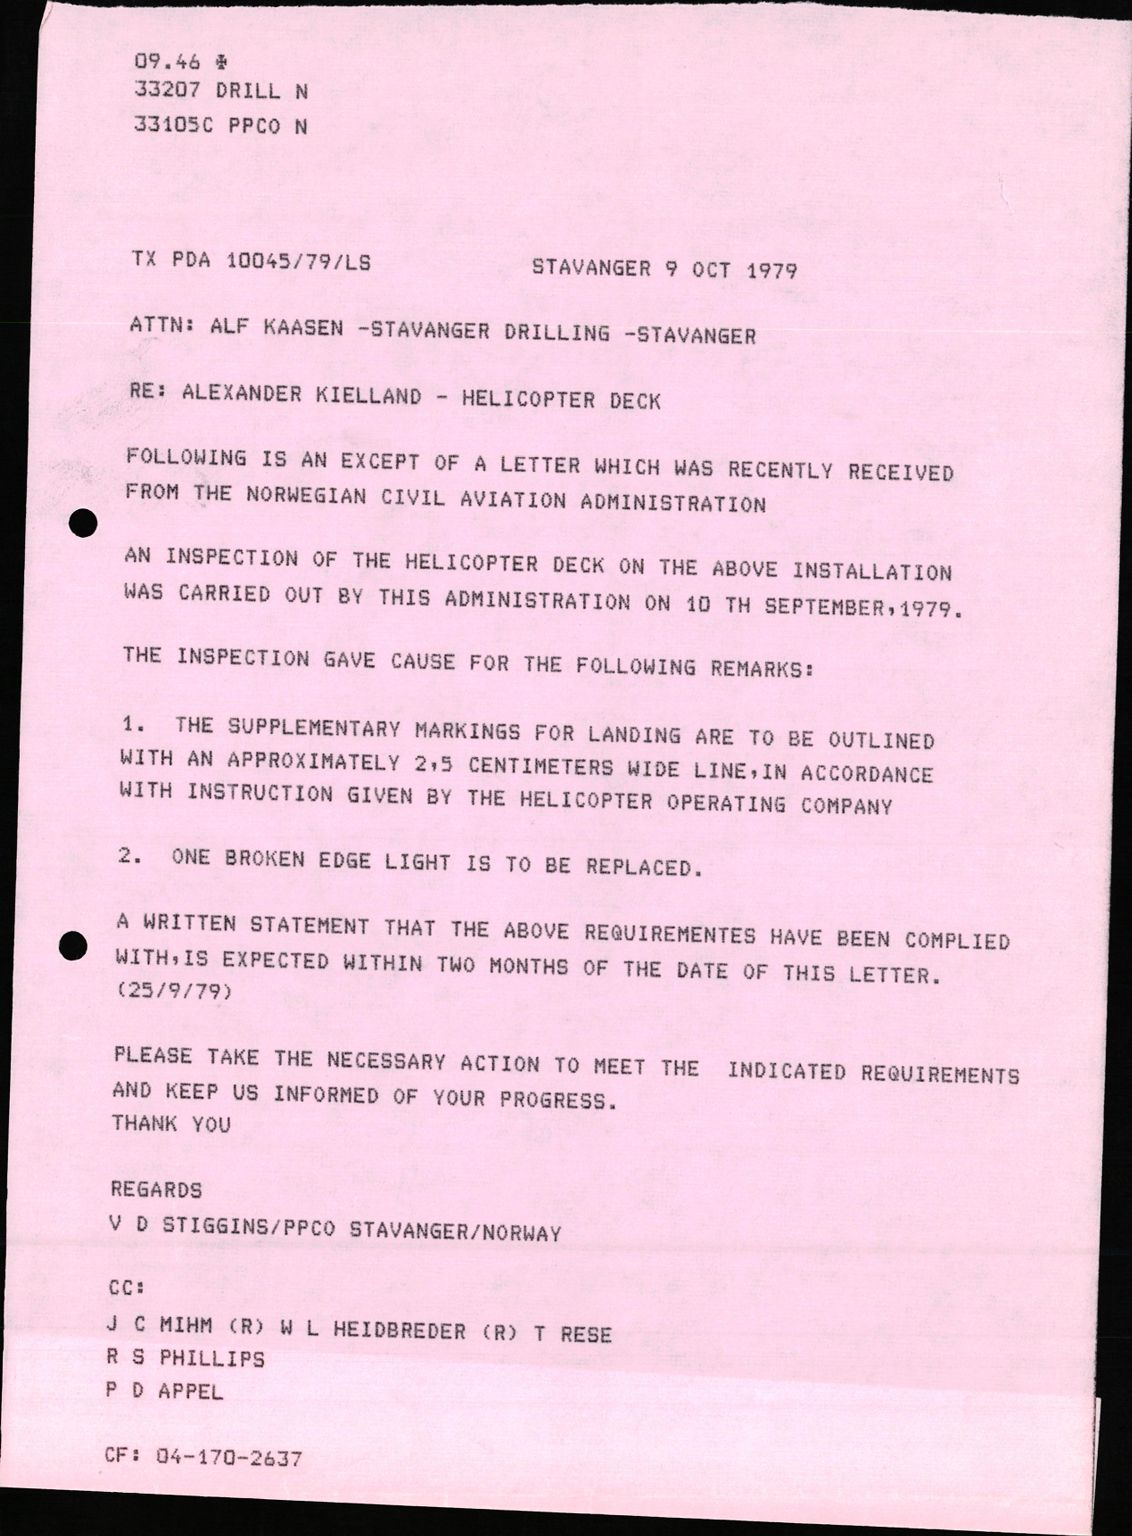 09.46 ✠
33207 DRILL N
33105C PPCO N
TX PDA 10045/79/LS STAVANGER 9 OCT 1979
ATTN: ALF KAASEN -STAVANGER DRILLING -STAVANGER
RE: ALEXANDER KIELLAND - HELICOPTER DECK
FOLLOWING IS AN EXCEPT OF A LETTER WHICH WAS RECENTLY RECEIVED
FROM THE NORWEGIAN CIVIL AVIATION ADMINISTRATION
AN INSPECTION OF THE HELICOPTER DECK ON THE ABOVE INSTALLATION
WAS CARRIED OUT BY THIS ADMINISTRATION ON 10 TH SEPTEMBER,1979.
THE INSPECTION GAVE CAUSE FOR THE FOLLOWING REMARKS:
1. THE SUPPLEMENTARY MARKINGS FOR LANDING ARE TO BE OUTLINED
WITH AN APPROXIMATELY 2,5 CENTIMETERS WIDE LINE,IN ACCORDANCE
WITH INSTRUCTION GIVEN BY THE HELICOPTER OPERATING COMPANY
2. ONE BROKEN EDGE LIGHT IS TO BE REPLACED.
A WRITTEN STATEMENT THAT THE ABOVE REQUIREMENTES HAVE BEEN COMPLIED
WITH,IS EXPECTED WITHIN TWO MONTHS OF THE DATE OF THIS LETTER.
(25/9/79)
PLEASE TAKE THE NECESSARY ACTION TO MEET THE INDICATED REQUIREMENTS
AND KEEP US INFORMED OF YOUR PROGRESS.
THANK YOU
REGARDS
V D STIGGINS/PPCO STAVANGER/NORWAY
CC:
J C MIHM (R) W L HEIDBREDER (R) T RESE
R S PHILLIPS
P D APPEL
CF: 04-170-2637